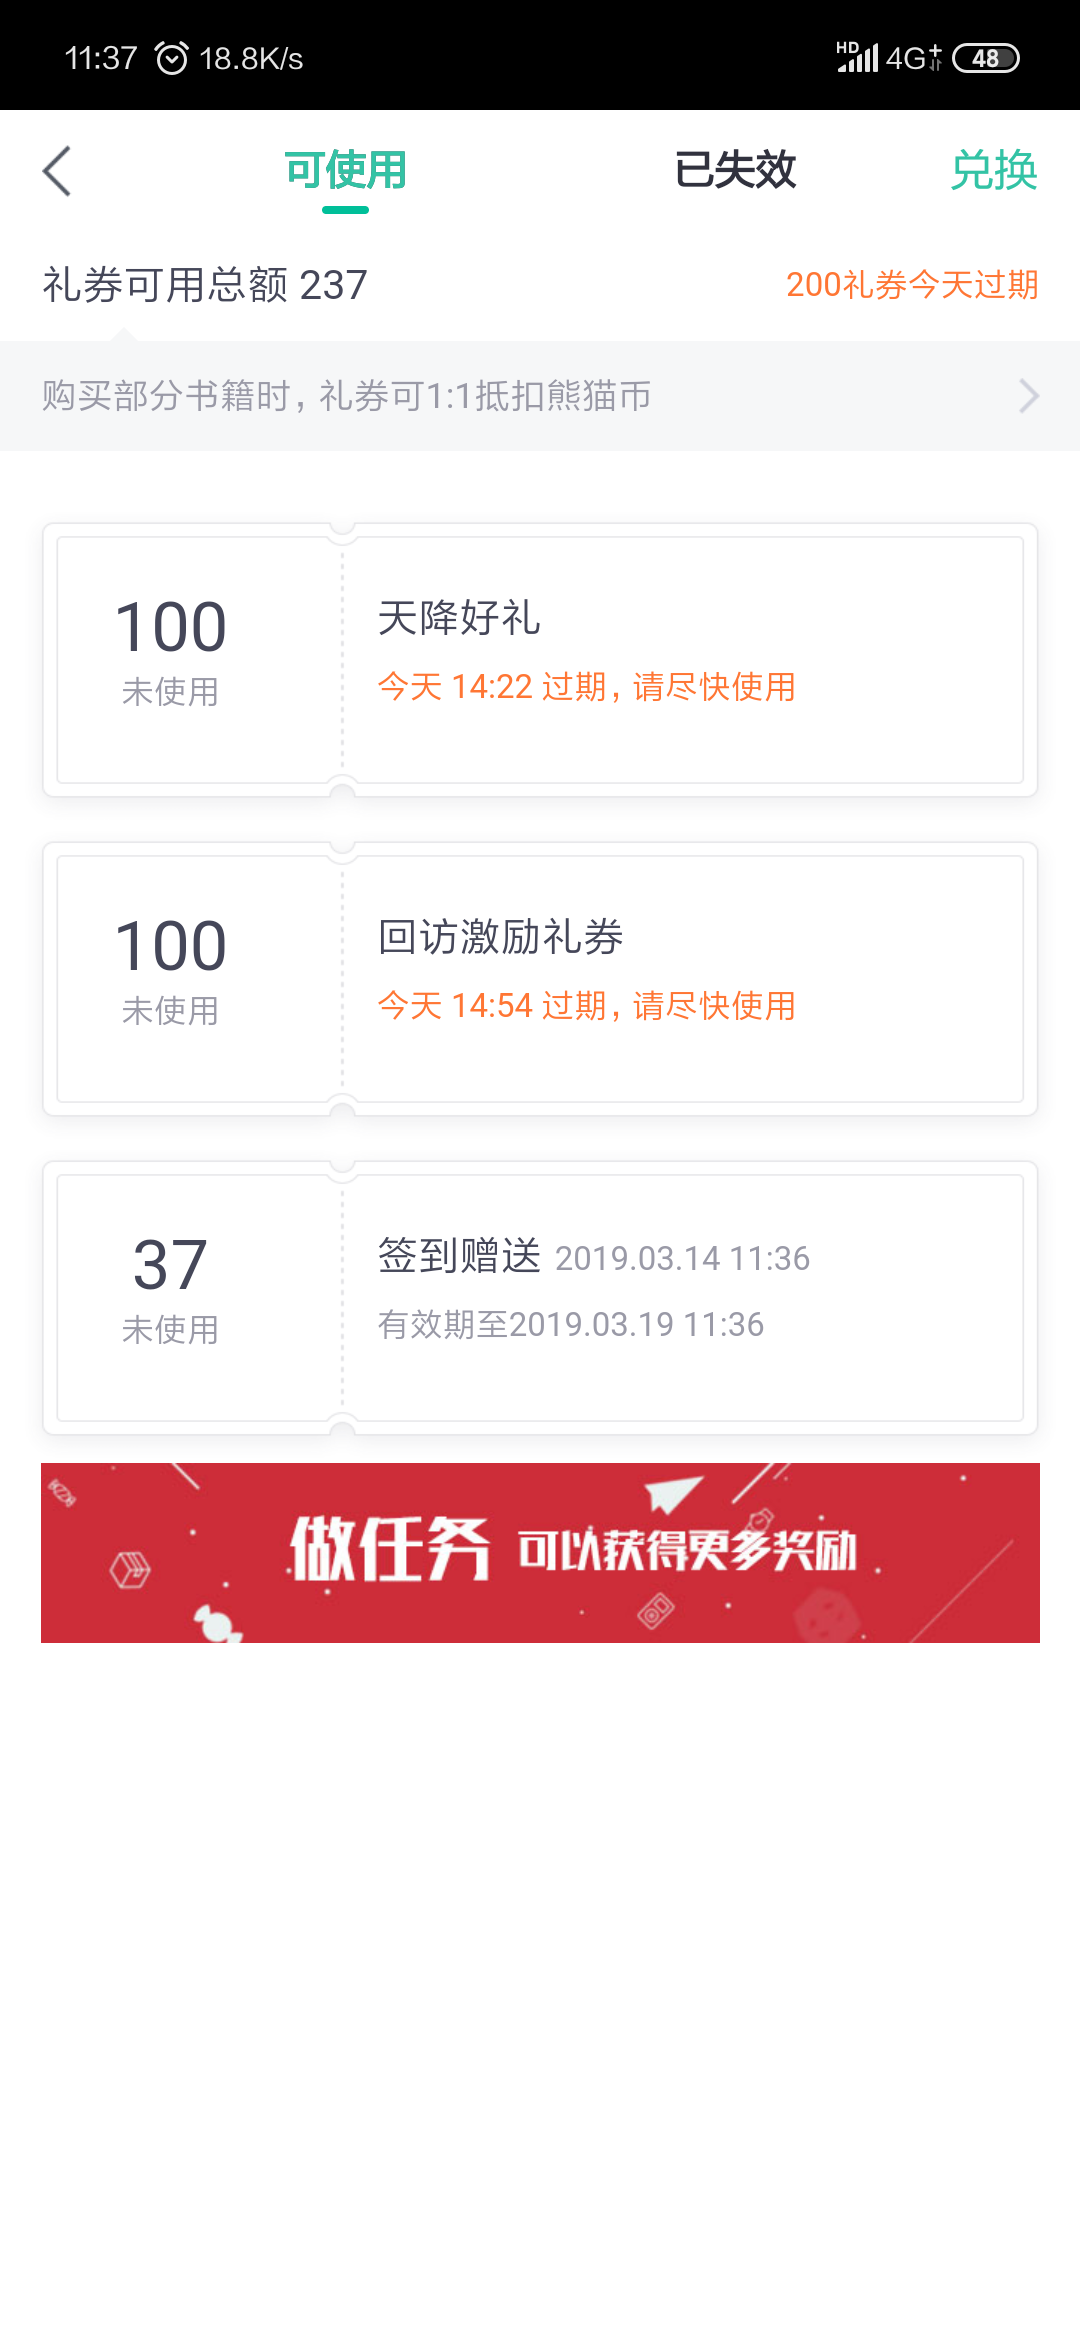 11:37 18.8K/s HD 4G+ 48
可使用 已失效 兑换
礼券可用总额 237 200礼券今天过期
购买部分书籍时，礼券可1:1抵扣熊猫币
100 天降好礼
未使用 今天 14:22 过期，请尽快使用
100 回访激励礼券
未使用 今天 14:54 过期，请尽快使用
37 签到赠送 2019.03.14 11:36
未使用 有效期至2019.03.19 11:36
做任务 可以获得更多奖励